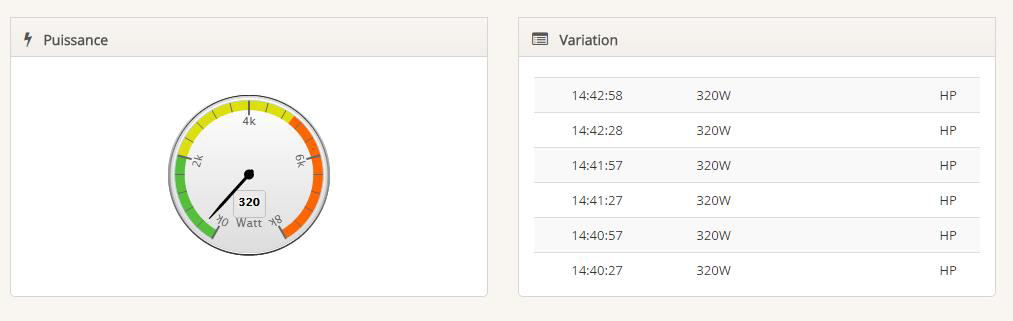 Puissance
4k
2k
6k
320
0k
Watt
8k
Variation
14:42:58 320W HP
14:42:28 320W HP
14:41:57 320W HP
14:41:27 320W HP
14:40:57 320W HP
14:40:27 320W HP